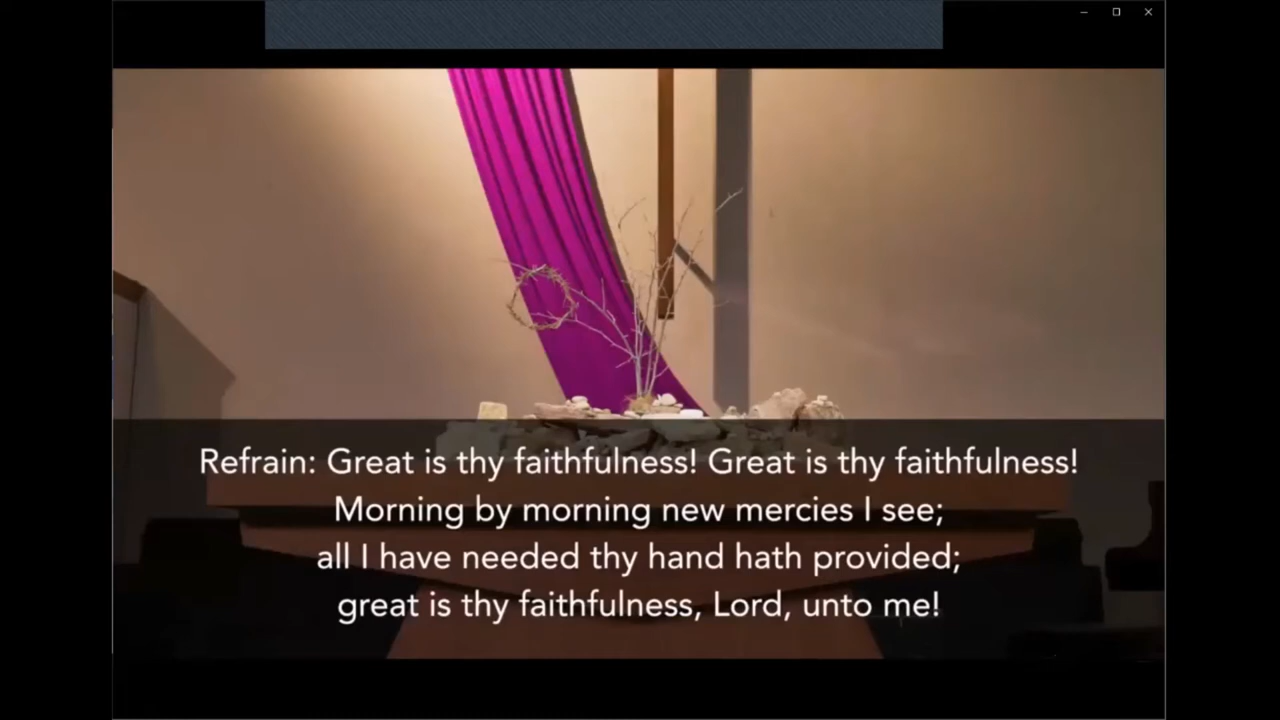 Refrain: Great is thy faithfulness! Great is thy faithfulness!
Morning by morning new mercies I see;
all I have needed thy hand hath provided;
great is thy faithfulness, Lord, unto me!